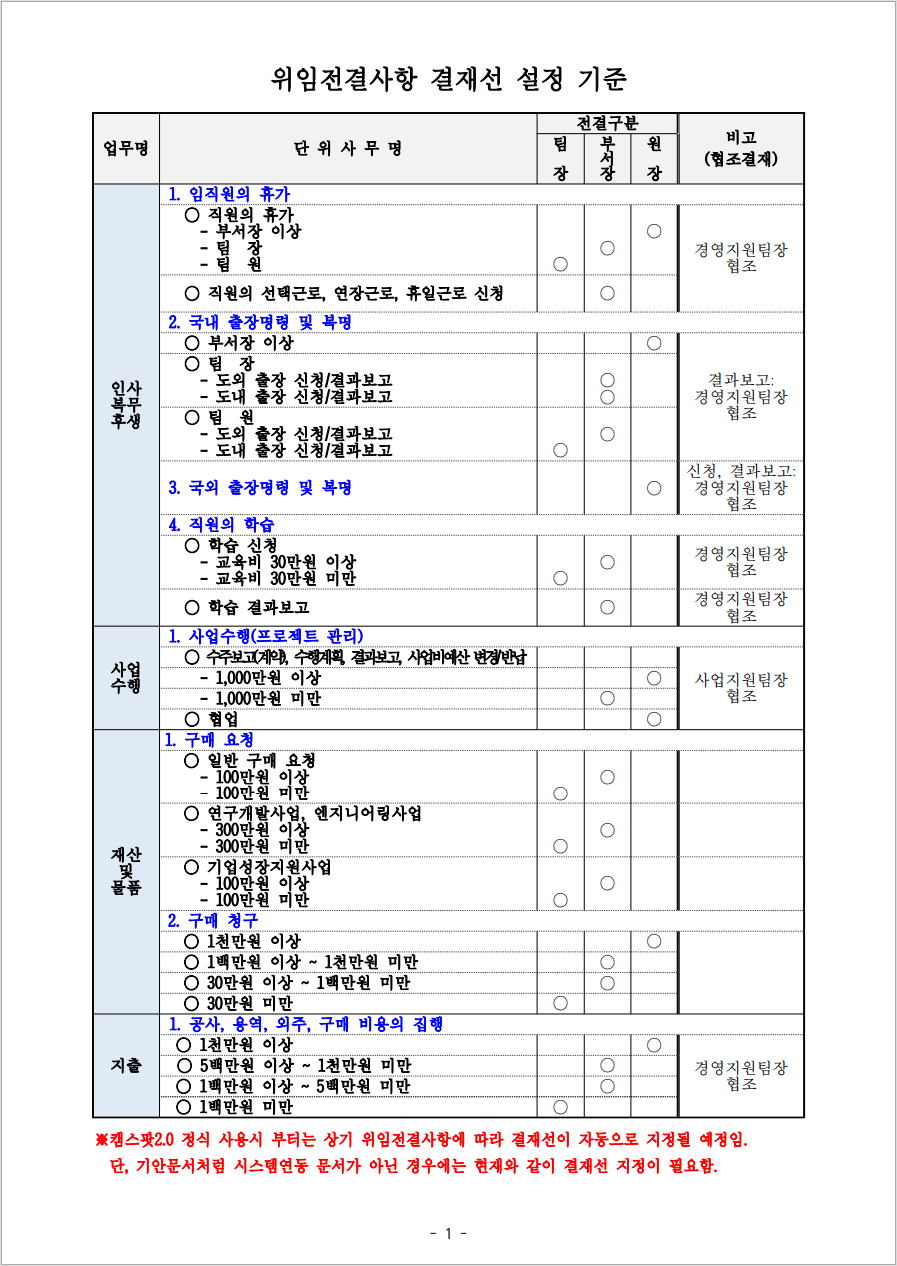 위임전결사항 결재선 설정 기준
업무명
단 위 사 무 명
전결구분
팀 장
부 서 장
원 장
비고
(협조결재)
인사
복무
후생
1. 임직원의 휴가
○ 직원의 휴가
- 부서장 이상 ○
- 팀 장 ○
- 팀 원 ○
경영지원팀장
협조
○ 직원의 선택근로, 연장근로, 휴일근로 신청 ○
2. 국내 출장명령 및 복명
○ 부서장 이상 ○
○ 팀 장
- 도외 출장 신청/결과보고 ○
- 도내 출장 신청/결과보고 ○
○ 팀 원
- 도외 출장 신청/결과보고 ○
- 도내 출장 신청/결과보고 ○
결과보고:
경영지원팀장
협조
3. 국외 출장명령 및 복명 ○
신청, 결과보고:
경영지원팀장
협조
4. 직원의 학습
○ 학습 신청
- 교육비 30만원 이상 ○
- 교육비 30만원 미만 ○
경영지원팀장
협조
○ 학습 결과보고 ○
경영지원팀장
협조
사업
수행
1. 사업수행(프로젝트 관리)
○ 수주보고(계약), 수행계획, 결과보고, 사업비예산 변경/반납
- 1,000만원 이상 ○
- 1,000만원 미만 ○
○ 협업 ○
사업지원팀장
협조
재산
및
물품
1. 구매 요청
○ 일반 구매 요청
- 100만원 이상 ○
- 100만원 미만 ○
○ 연구개발사업, 엔지니어링사업
- 300만원 이상 ○
- 300만원 미만 ○
○ 기업성장지원사업
- 100만원 이상 ○
- 100만원 미만 ○
2. 구매 청구
○ 1천만원 이상 ○
○ 1백만원 이상 ~ 1천만원 미만 ○
○ 30만원 이상 ~ 1백만원 미만 ○
○ 30만원 미만 ○
지출
1. 공사, 용역, 외주, 구매 비용의 집행
○ 1천만원 이상 ○
○ 5백만원 이상 ~ 1천만원 미만 ○
○ 1백만원 이상 ~ 5백만원 미만 ○
○ 1백만원 미만 ○
경영지원팀장
협조
※캠스팟2.0 정식 사용시 부터는 상기 위임전결사항에 따라 결재선이 자동으로 지정될 예정임.
단, 기안문서처럼 시스템연동 문서가 아닌 경우에는 현재와 같이 결재선 지정이 필요함.
- 1 -